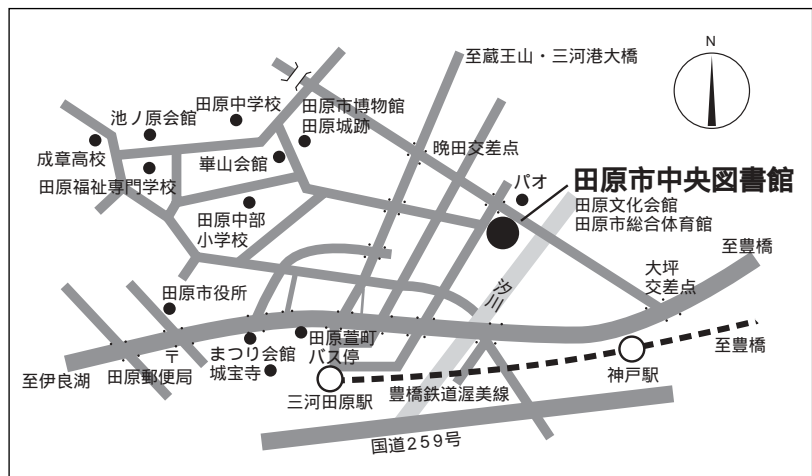 N
至蔵王山・三河港大橋
田原中学校
田原市博物館
田原城跡
池ノ原会館
成章高校
崋山会館
晩田交差点
田原福祉専門学校
パオ
田原市中央図書館
田原文化会館
田原市総合体育館
田原中部
小学校
汐川
大坪
交差点
至豊橋
田原市役所
田原萱町
バス停
〒
田原郵便局
まつり会館
城宝寺
至伊良湖
三河田原駅
豊橋鉄道渥美線
神戸駅
至豊橋
国道259号